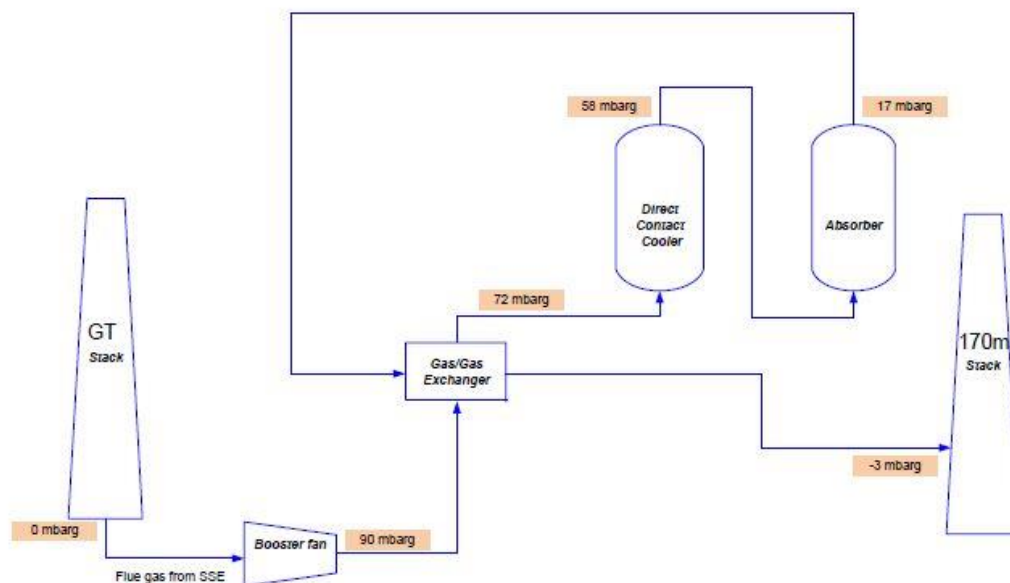 58 mbarg
17 mbarg
Direct
Contact
Cooler
Absorber
72 mbarg
GT
Stack
Gas/Gas
Exchanger
170m
Stack
-3 mbarg
0 mbarg
Booster fan
90 mbarg
Flue gas from SSE